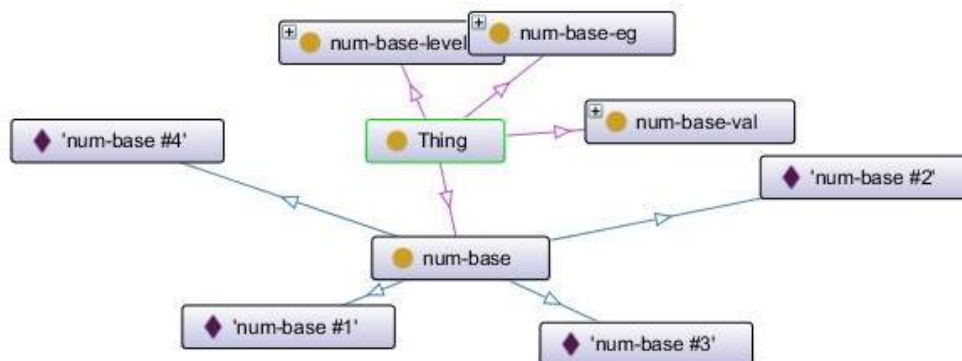 num-base-level
num-base-eg
num-base-val
Thing
'num-base #4'
'num-base #2'
num-base
'num-base #1'
'num-base #3'